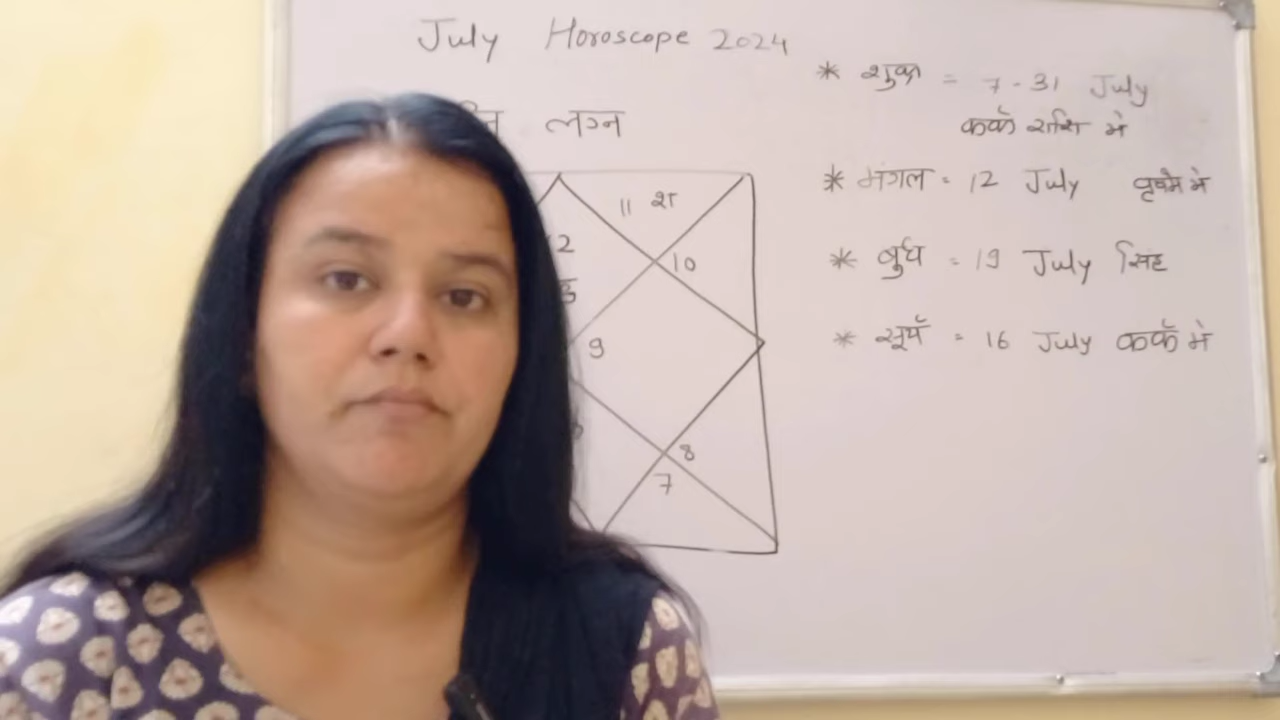 July Horoscope 2024
लग्न
11 श
12
10
9
8
7
* शुक्र = 7 - 31 July
कर्क राशि में
* मंगल = 12 July वृषभ में
* बुध = 19 July सिंह
* सूर्य = 16 July कर्क में